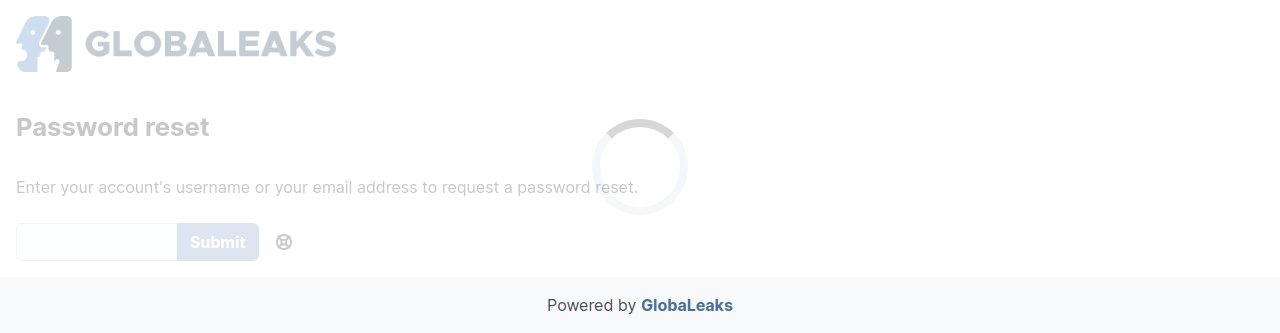 GLOBALEAKS
Password reset
Enter your account's username or your email address to request a password reset.
Submit
Powered by GlobaLeaks